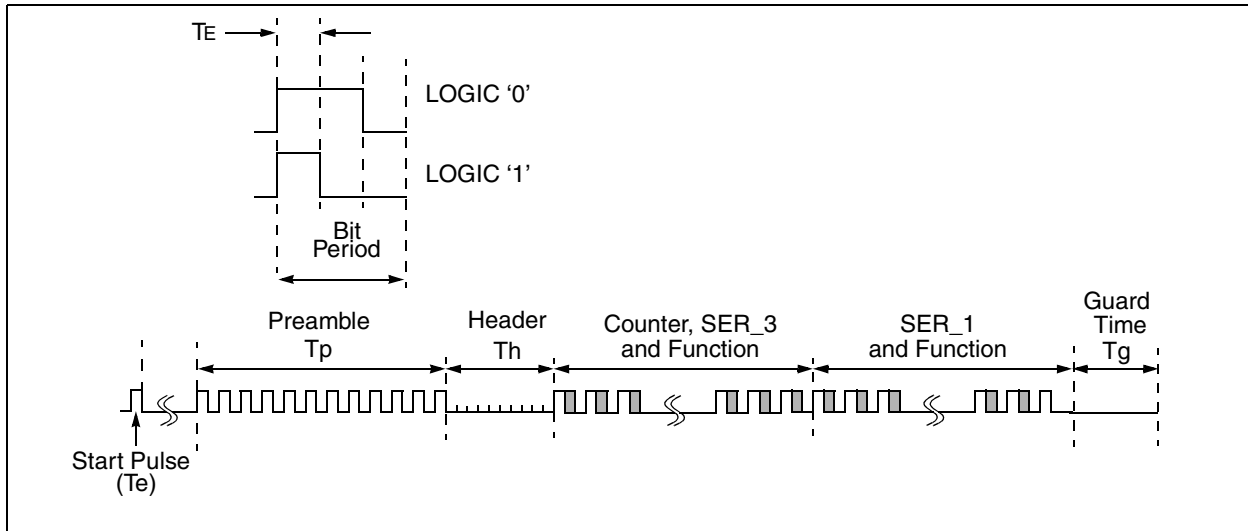 TE
LOGIC ‘0’
LOGIC ‘1’
Bit
Period
Preamble
Tp
Header
Th
Counter, SER_3
and Function
SER_1
and Function
Guard
Time
Tg
Start Pulse
(Te)